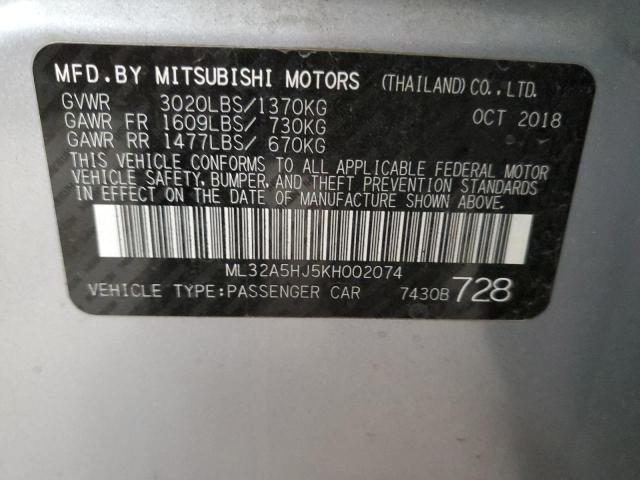 MFD. BY MITSUBISHI MOTORS (THAILAND) CO., LTD.
GVWR 3020LBS/1370KG OCT 2018
GAWR FR 1609LBS/ 730KG
GAWR RR 1477LBS/ 670KG
THIS VEHICLE CONFORMS TO ALL APPLICABLE FEDERAL MOTOR
VEHICLE SAFETY, BUMPER, AND THEFT PREVENTION STANDARDS
IN EFFECT ON THE DATE OF MANUFACTURE SHOWN ABOVE.
ML32A5HJ5KH002074
VEHICLE TYPE:PASSENGER CAR 7430B 728